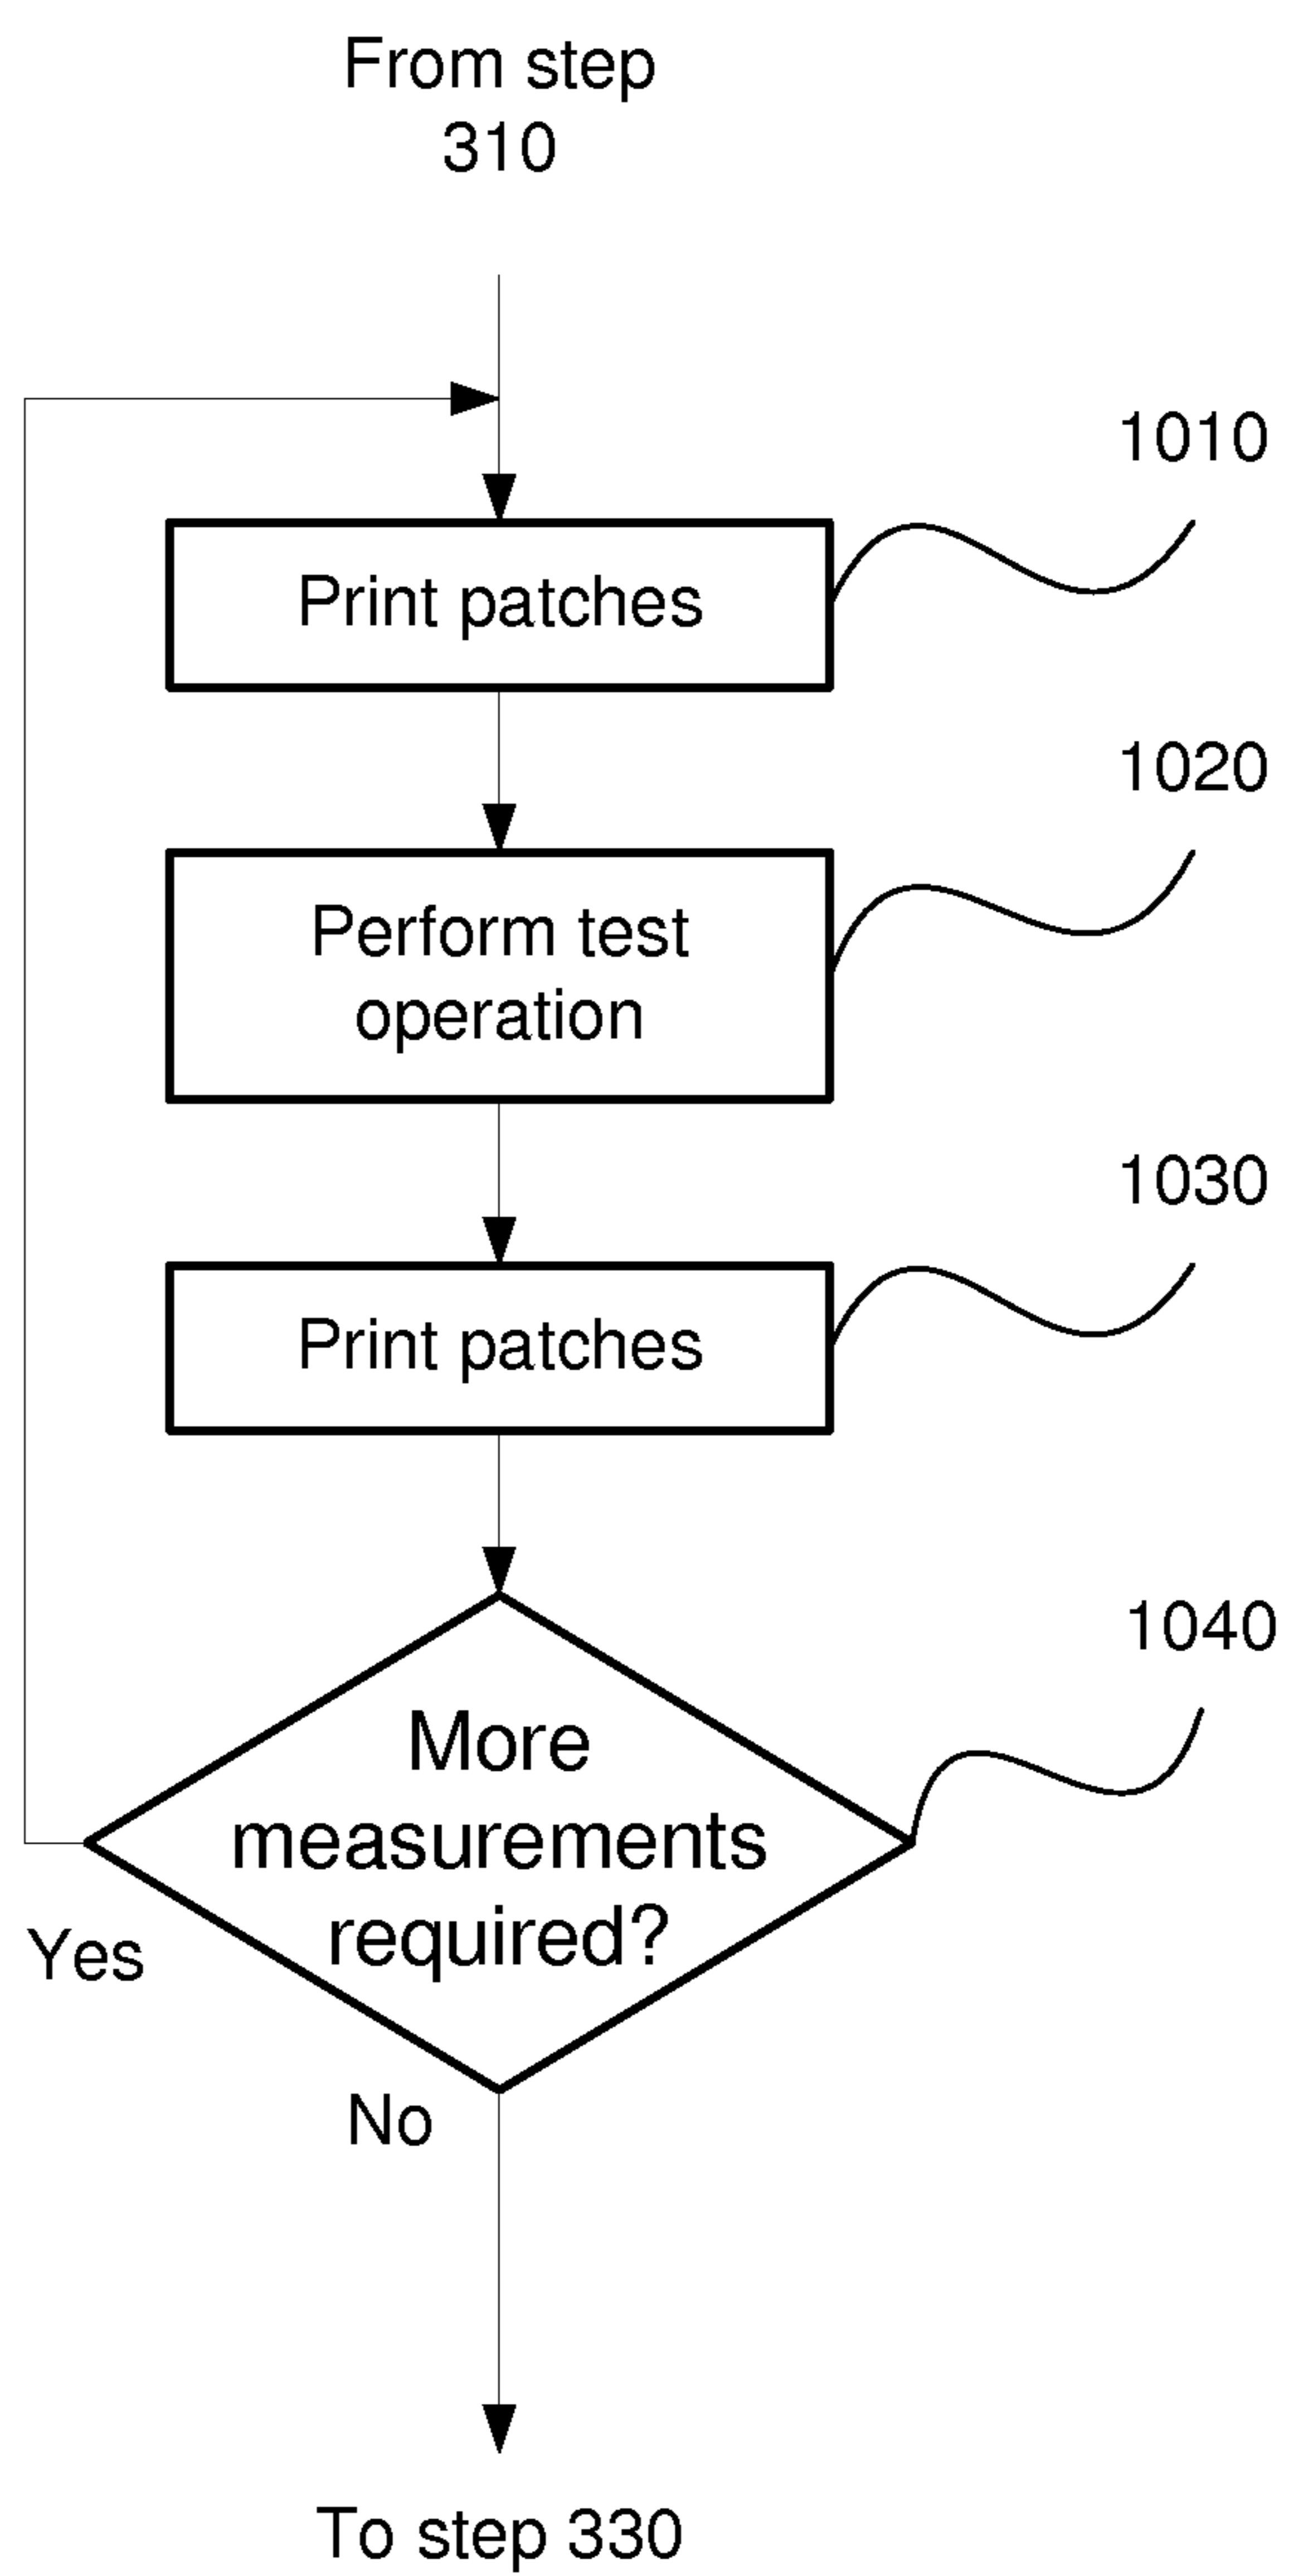 From step
310
1010
Print patches
1020
Perform test
operation
1030
Print patches
1040
More
measurements
required?
Yes
No
To step 330